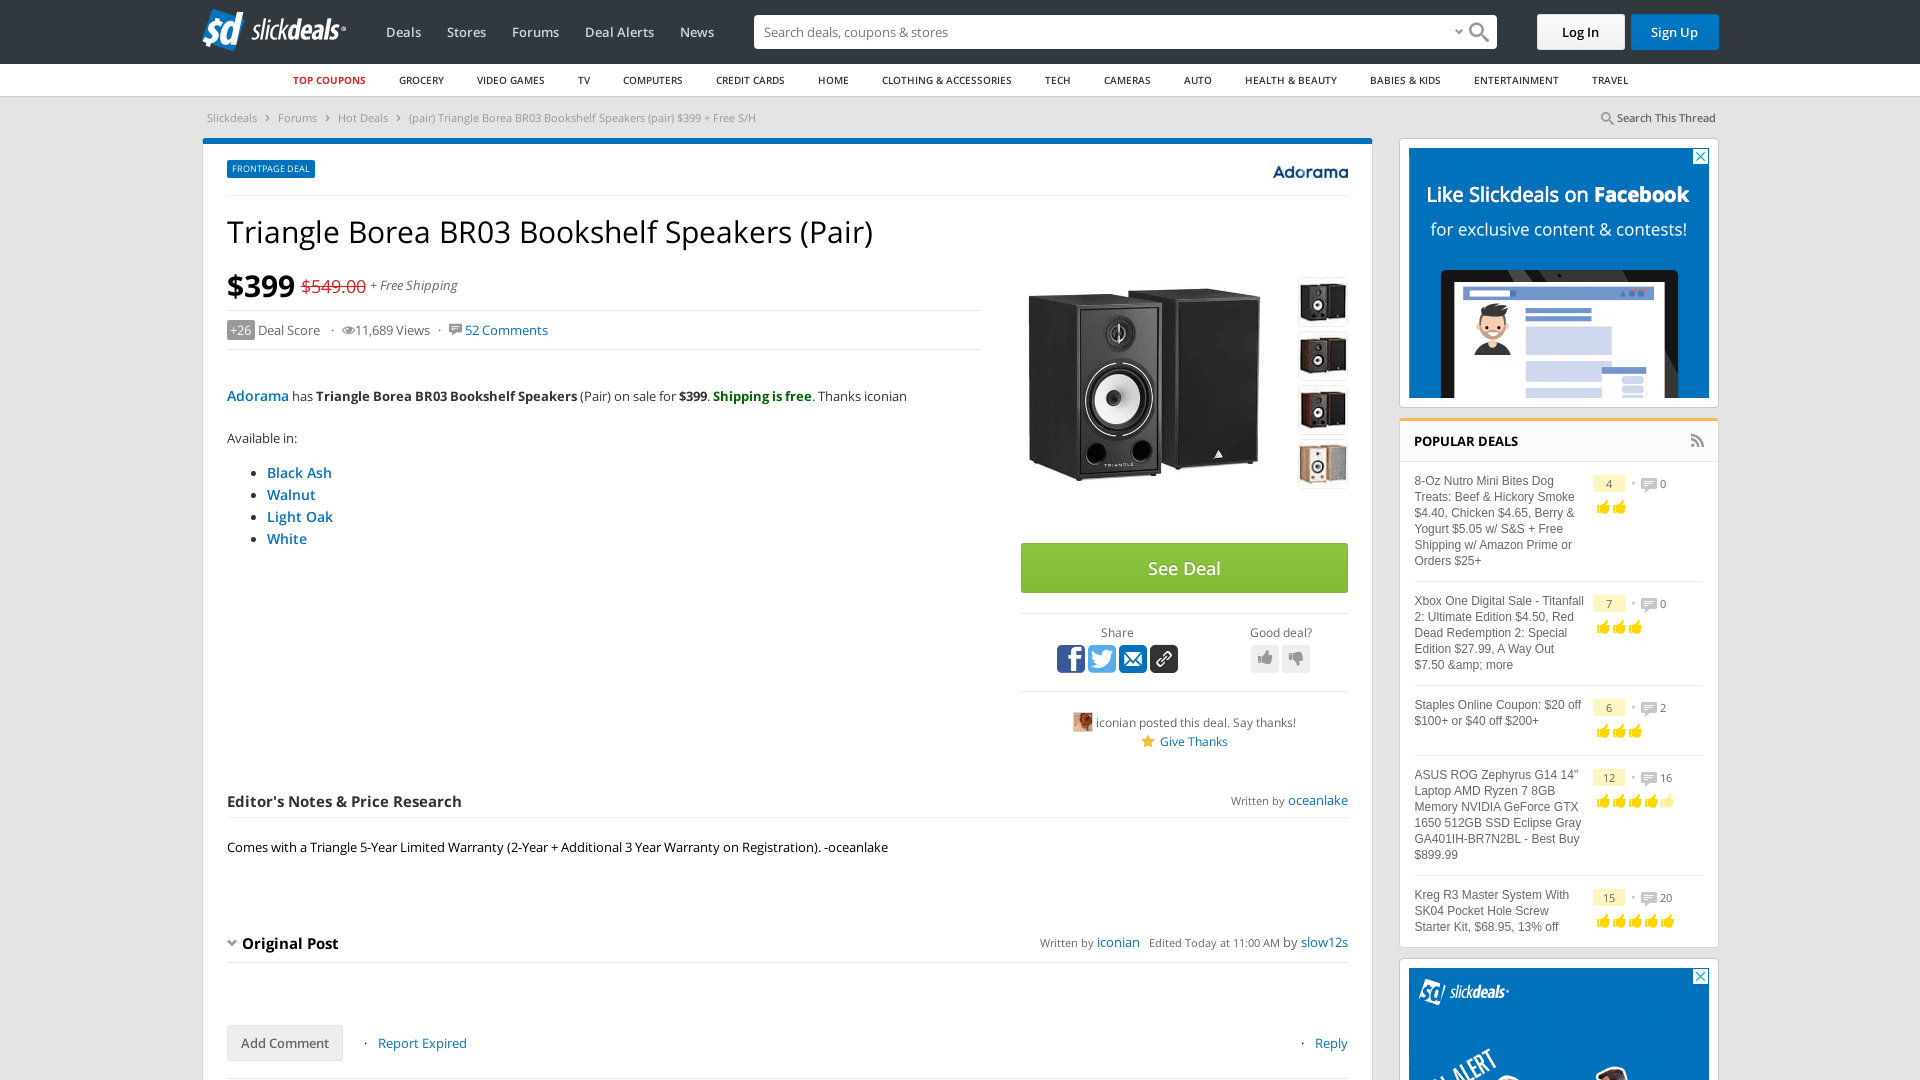 slickdeals
Deals
Stores
Forums
Deal Alerts
News
Search deals, coupons & stores
Log In
Sign Up
TOP COUPONS
GROCERY
VIDEO GAMES
TV
COMPUTERS
CREDIT CARDS
HOME
CLOTHING & ACCESSORIES
TECH
CAMERAS
AUTO
HEALTH & BEAUTY
BABIES & KIDS
ENTERTAINMENT
TRAVEL
Slickdeals › Forums › Hot Deals › (pair) Triangle Borea BR03 Bookshelf Speakers (pair) $399 + Free S/H
Search This Thread
FRONTPAGE DEAL
Adorama
Triangle Borea BR03 Bookshelf Speakers (Pair)
$399 $549.00 + Free Shipping
+26 Deal Score · 11,689 Views · 52 Comments
Adorama has Triangle Borea BR03 Bookshelf Speakers (Pair) on sale for $399. Shipping is free. Thanks iconian
Available in:
• Black Ash
• Walnut
• Light Oak
• White
TRIANGLE
See Deal
Share
Good deal?
iconian posted this deal. Say thanks!
Give Thanks
Editor's Notes & Price Research
Written by oceanlake
Comes with a Triangle 5-Year Limited Warranty (2-Year + Additional 3 Year Warranty on Registration). -oceanlake
Original Post
Written by iconian Edited Today at 11:00 AM by slow12s
Add Comment · Report Expired
· Reply
Like Slickdeals on Facebook
for exclusive content & contests!
POPULAR DEALS
8-Oz Nutro Mini Bites Dog
Treats: Beef & Hickory Smoke
$4.40, Chicken $4.65, Berry &
Yogurt $5.05 w/ S&S + Free
Shipping w/ Amazon Prime or
Orders $25+
4 • 0
Xbox One Digital Sale - Titanfall
2: Ultimate Edition $4.50, Red
Dead Redemption 2: Special
Edition $27.99, A Way Out
$7.50 &amp; more
7 • 0
Staples Online Coupon: $20 off
$100+ or $40 off $200+
6 • 2
ASUS ROG Zephyrus G14 14"
Laptop AMD Ryzen 7 8GB
Memory NVIDIA GeForce GTX
1650 512GB SSD Eclipse Gray
GA401IH-BR7N2BL - Best Buy
$899.99
12 • 16
Kreg R3 Master System With
SK04 Pocket Hole Screw
Starter Kit, $68.95, 13% off
15 • 20
slickdeals
ALERT